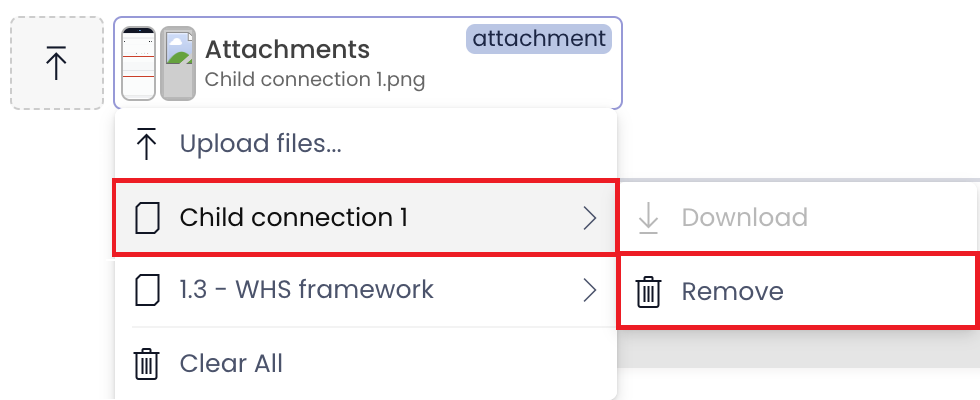 Attachments
attachment
Child connection 1.png
Upload files...
Child connection 1
Download
1.3 - WHS framework
Remove
Clear All